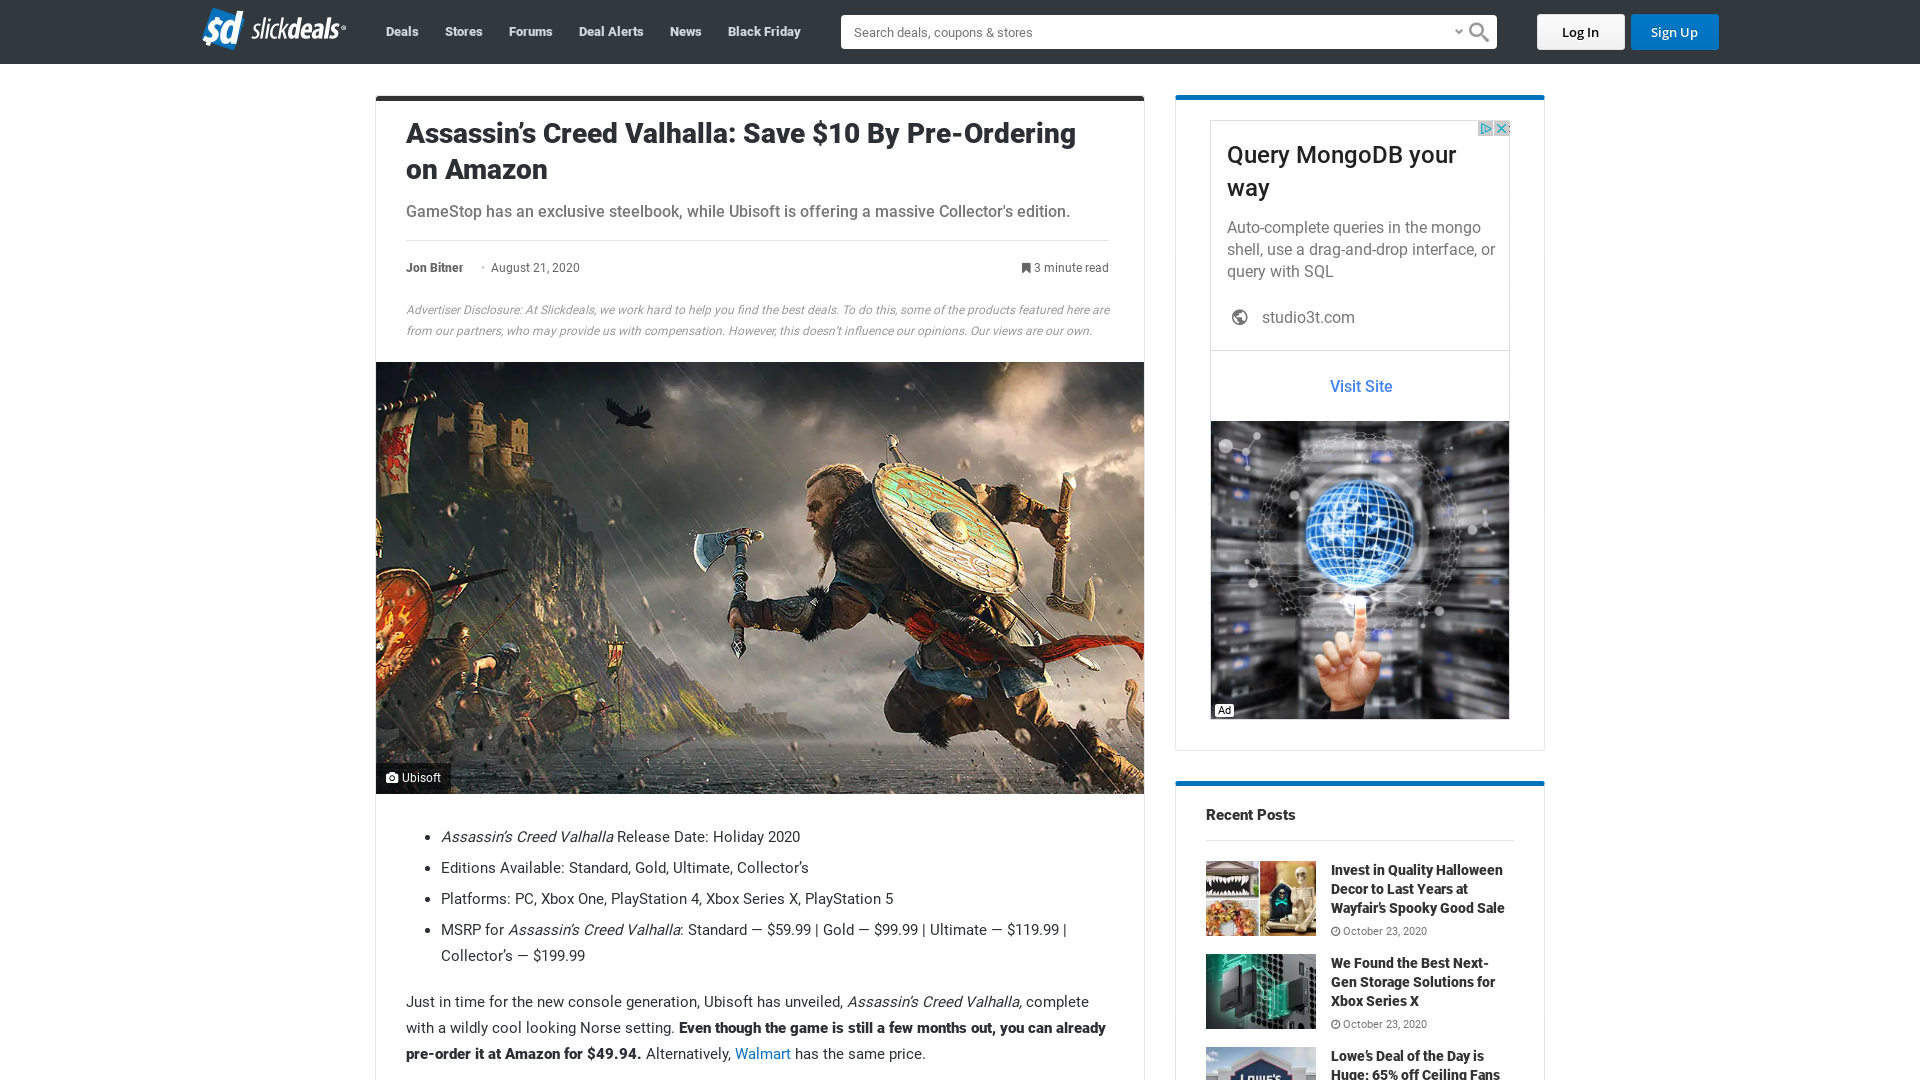 sd slickdeals
Deals
Stores
Forums
Deal Alerts
News
Black Friday
Search deals, coupons & stores
Log In
Sign Up
Assassin’s Creed Valhalla: Save $10 By Pre-Ordering
on Amazon
GameStop has an exclusive steelbook, while Ubisoft is offering a massive Collector's edition.
Jon Bitner • August 21, 2020
3 minute read
Advertiser Disclosure: At Slickdeals, we work hard to help you find the best deals. To do this, some of the products featured here are
from our partners, who may provide us with compensation. However, this doesn’t influence our opinions. Our views are our own.
Ubisoft
• Assassin’s Creed Valhalla Release Date: Holiday 2020
• Editions Available: Standard, Gold, Ultimate, Collector’s
• Platforms: PC, Xbox One, PlayStation 4, Xbox Series X, PlayStation 5
• MSRP for Assassin’s Creed Valhalla: Standard — $59.99 | Gold — $99.99 | Ultimate — $119.99 |
Collector’s — $199.99
Just in time for the new console generation, Ubisoft has unveiled, Assassin’s Creed Valhalla, complete
with a wildly cool looking Norse setting. Even though the game is still a few months out, you can already
pre-order it at Amazon for $49.94. Alternatively, Walmart has the same price.
Query MongoDB your
way
Auto-complete queries in the mongo
shell, use a drag-and-drop interface, or
query with SQL
studio3t.com
Visit Site
Ad
Recent Posts
Invest in Quality Halloween
Decor to Last Years at
Wayfair’s Spooky Good Sale
October 23, 2020
We Found the Best Next-
Gen Storage Solutions for
Xbox Series X
October 23, 2020
LOWE'S
Lowe’s Deal of the Day is
Huge: 65% off Ceiling Fans